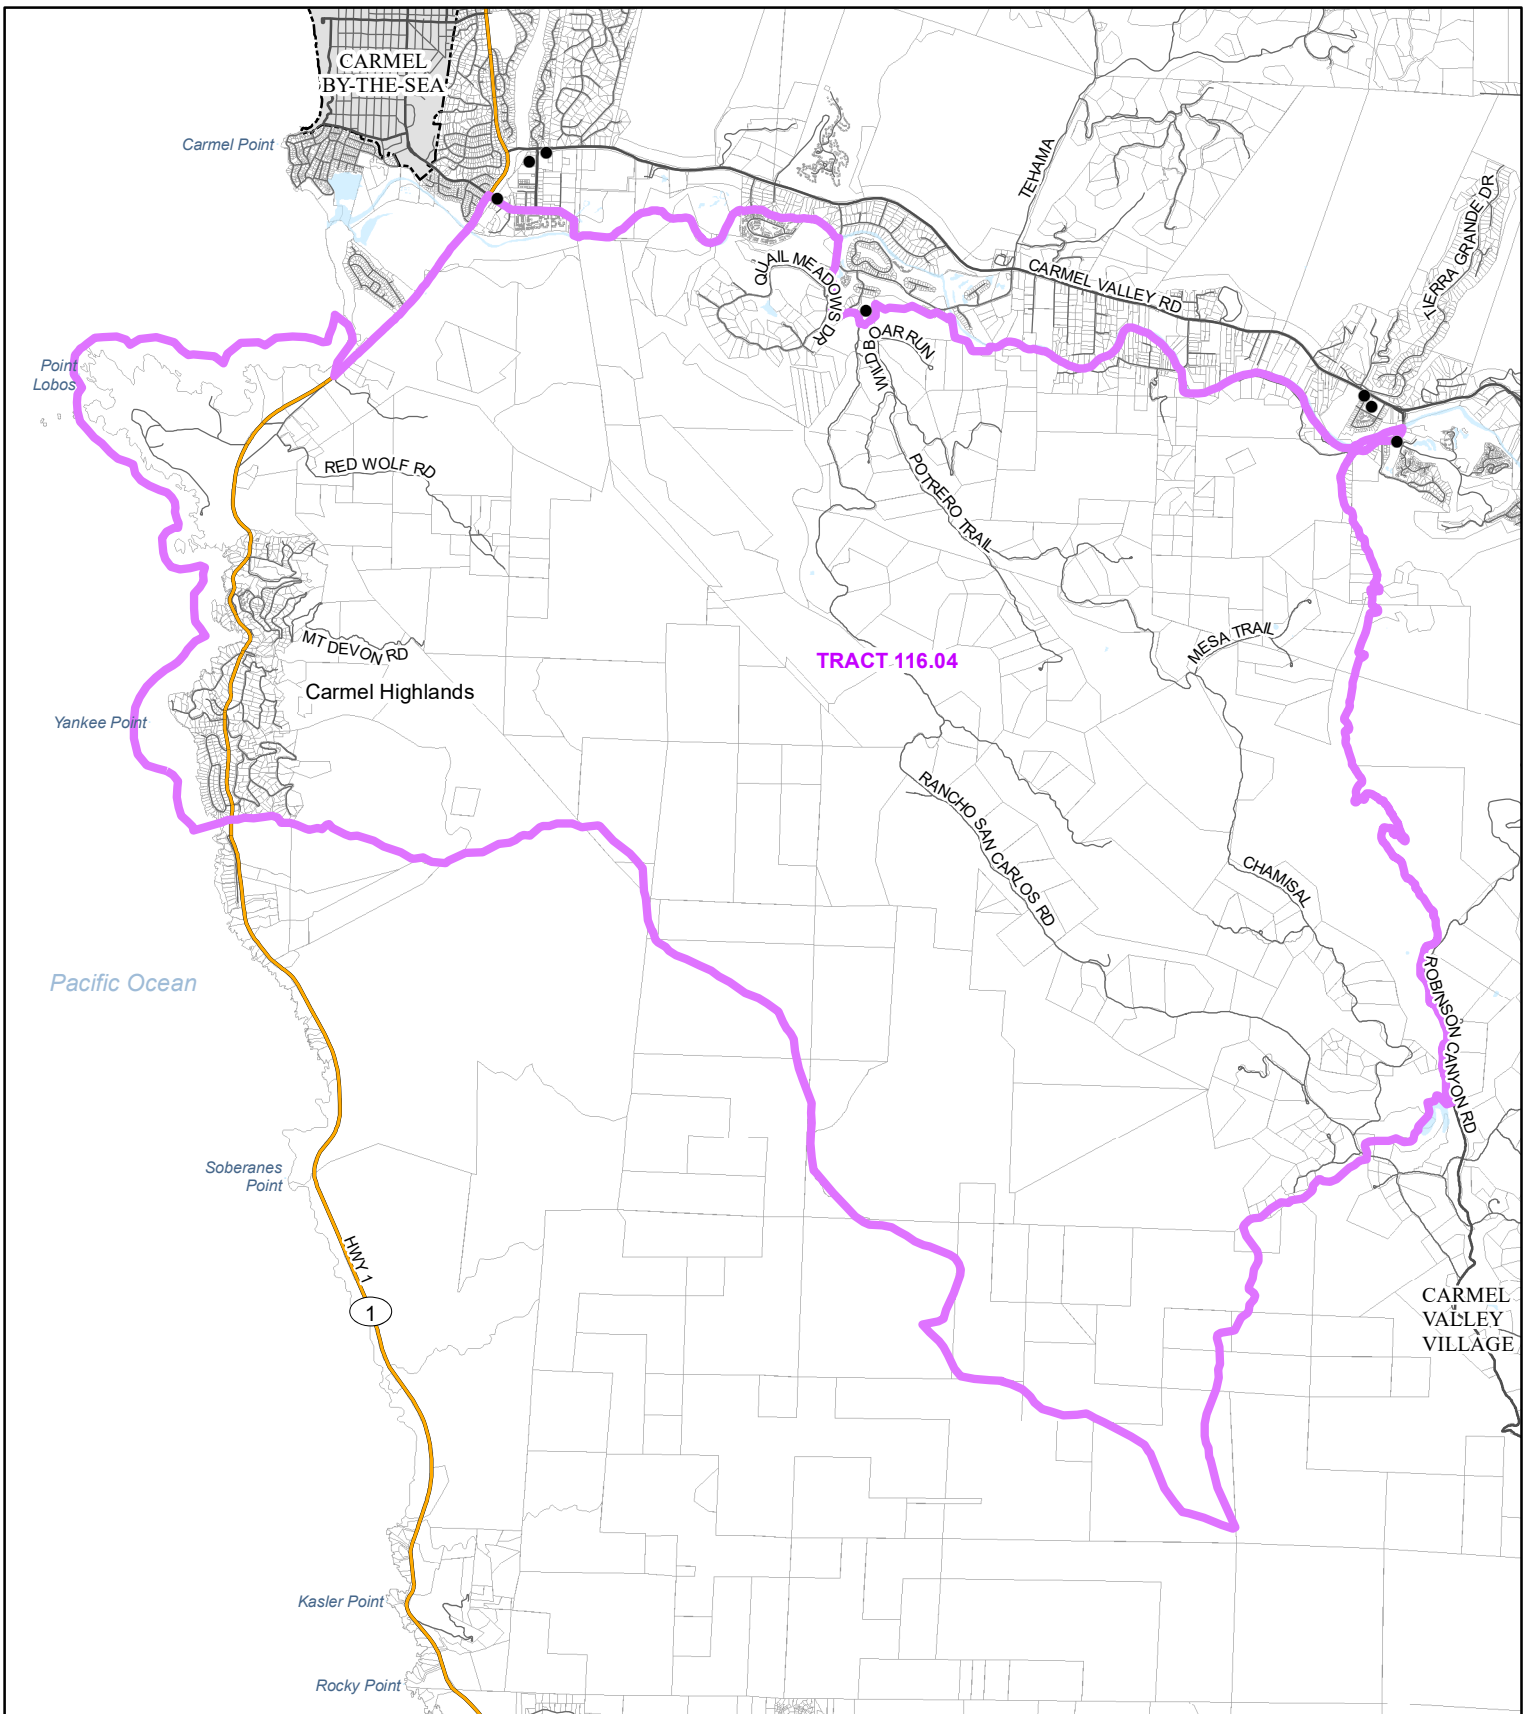 CARMEL
BY-THE-SEA
Carmel Point
TEHAMA
TIERRA GRANDE DR
QUAIL MEADOWS DR
CARMEL VALLEY RD
WILD BOAR RUN
Point
Lobos
RED WOLF RD
POTRERO TRAIL
MT DEVON RD
MESA TRAIL
TRACT 116.04
Carmel Highlands
Yankee Point
RANCHO SAN CARLOS RD
CHAMISAL
Pacific Ocean
ROBINSON CANYON RD
Soberanes
Point
HWY 1
1
CARMEL
VALLEY
VILLAGE
Kasler Point
Rocky Point